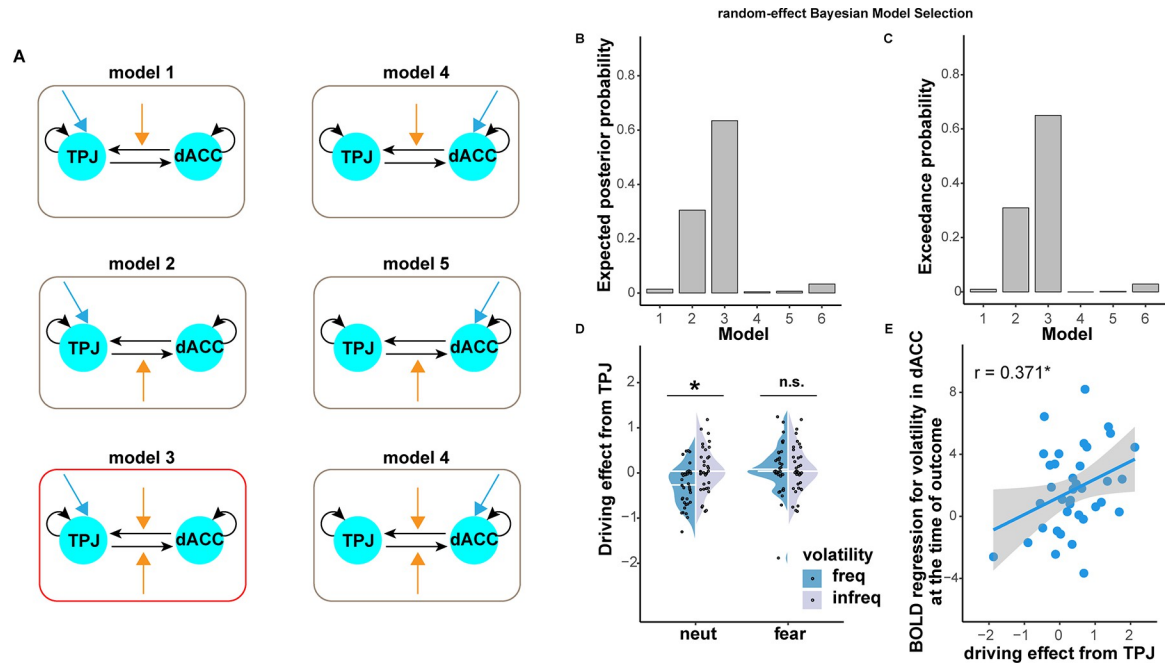 random-effect Bayesian Model Selection
A
model 1
TPJ
dACC
model 4
TPJ
dACC
model 2
TPJ
dACC
model 5
TPJ
dACC
model 3
TPJ
dACC
model 4
TPJ
dACC
B
Expected posterior probability
0.8
0.6
0.4
0.2
0
1 2 3 4 5 6
Model
C
Exceedance probability
0.8
0.6
0.4
0.2
0
1 2 3 4 5 6
Model
D
Driving effect from TPJ
2
1
0
−1
−2
*
n.s.
volatility
freq
infreq
neut fear
E
BOLD regression for volatility in dACC
at the time of outcome
r = 0.371*
8
4
0
−4
−2 −1 0 1 2
driving effect from TPJ